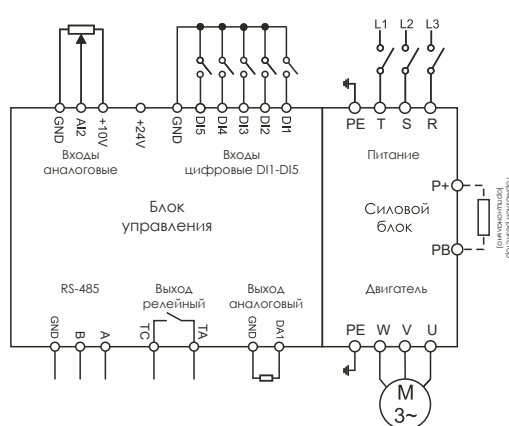 L1 L2 L3
GND AI2 +10V +24V GND DI5 DI4 DI3 DI2 DI1 PE T S R
Входы
аналоговые
Входы
цифровые DI1-DI5
Питание
Блок
управления
Силовой
блок
P+
PB
(опционально)
RS-485
Выход
релейный
Выход
аналоговый
Двигатель
GND B A TC TA GND DA1 PE W V U
M
3~